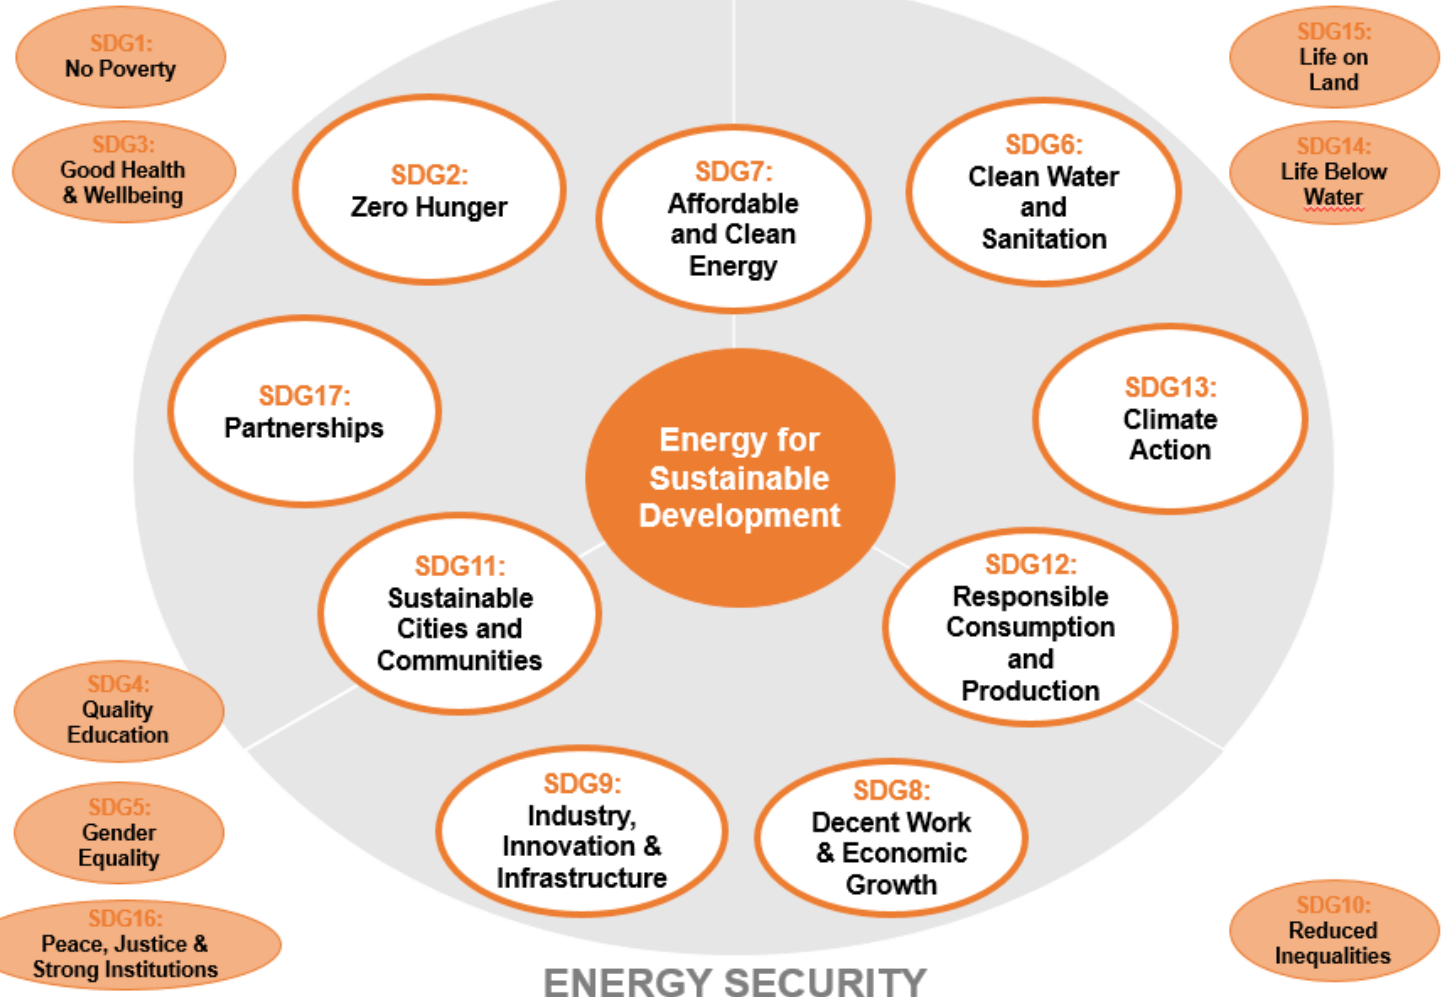 SDG1:
No Poverty
SDG3:
Good Health
& Wellbeing
SDG15:
Life on
Land
SDG14:
Life Below
Water
SDG2:
Zero Hunger
SDG7:
Affordable
and Clean
Energy
SDG6:
Clean Water
and
Sanitation
SDG17:
Partnerships
SDG13:
Climate
Action
Energy for
Sustainable
Development
SDG11:
Sustainable
Cities and
Communities
SDG12:
Responsible
Consumption
and
Production
SDG4:
Quality
Education
SDG5:
Gender
Equality
SDG16:
Peace, Justice &
Strong Institutions
SDG9:
Industry,
Innovation &
Infrastructure
SDG8:
Decent Work
& Economic
Growth
SDG10:
Reduced
Inequalities
ENERGY SECURITY